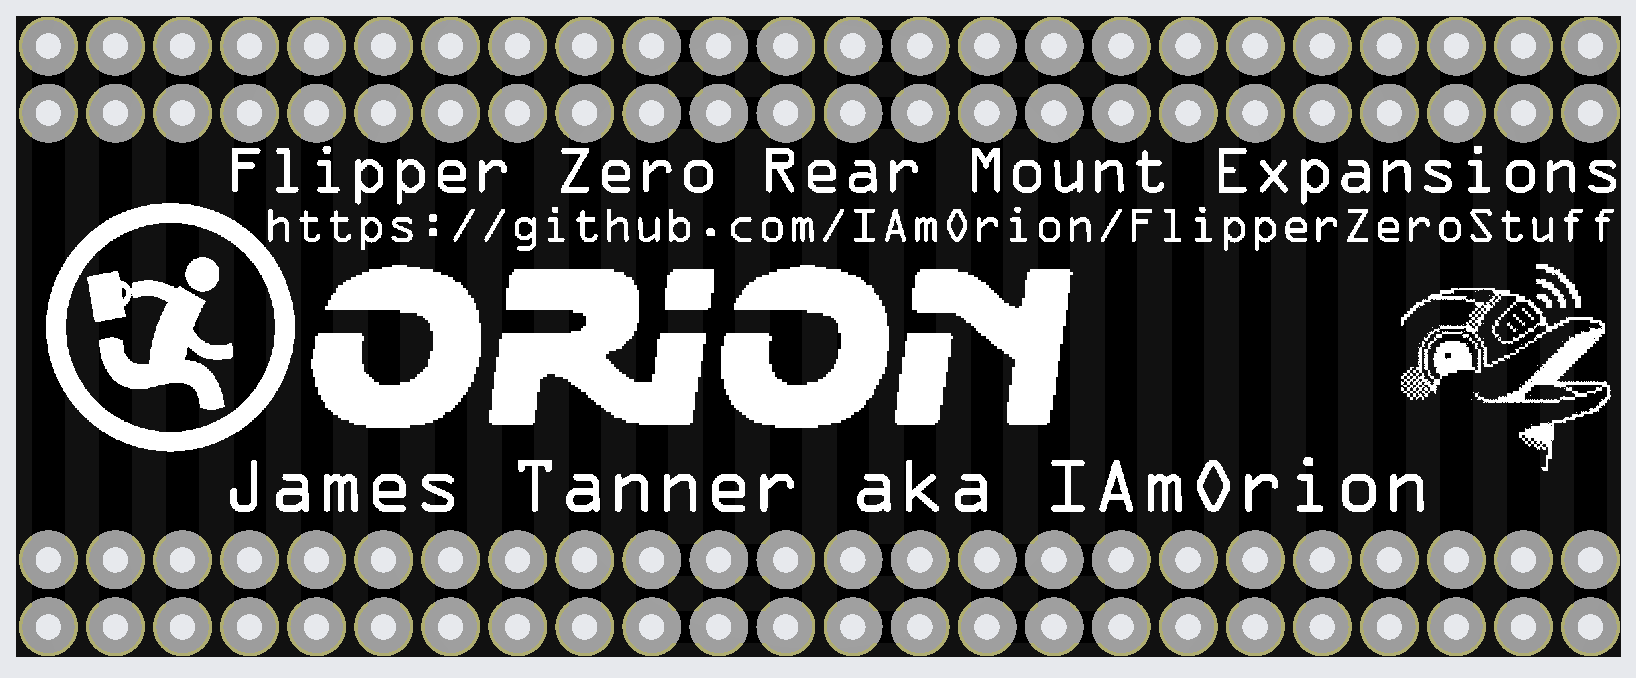 Flipper Zero Rear Mount Expansions
https://github.com/IAmOrion/FlipperZeroStuff
ORiON
James Tanner aka IAmOrion